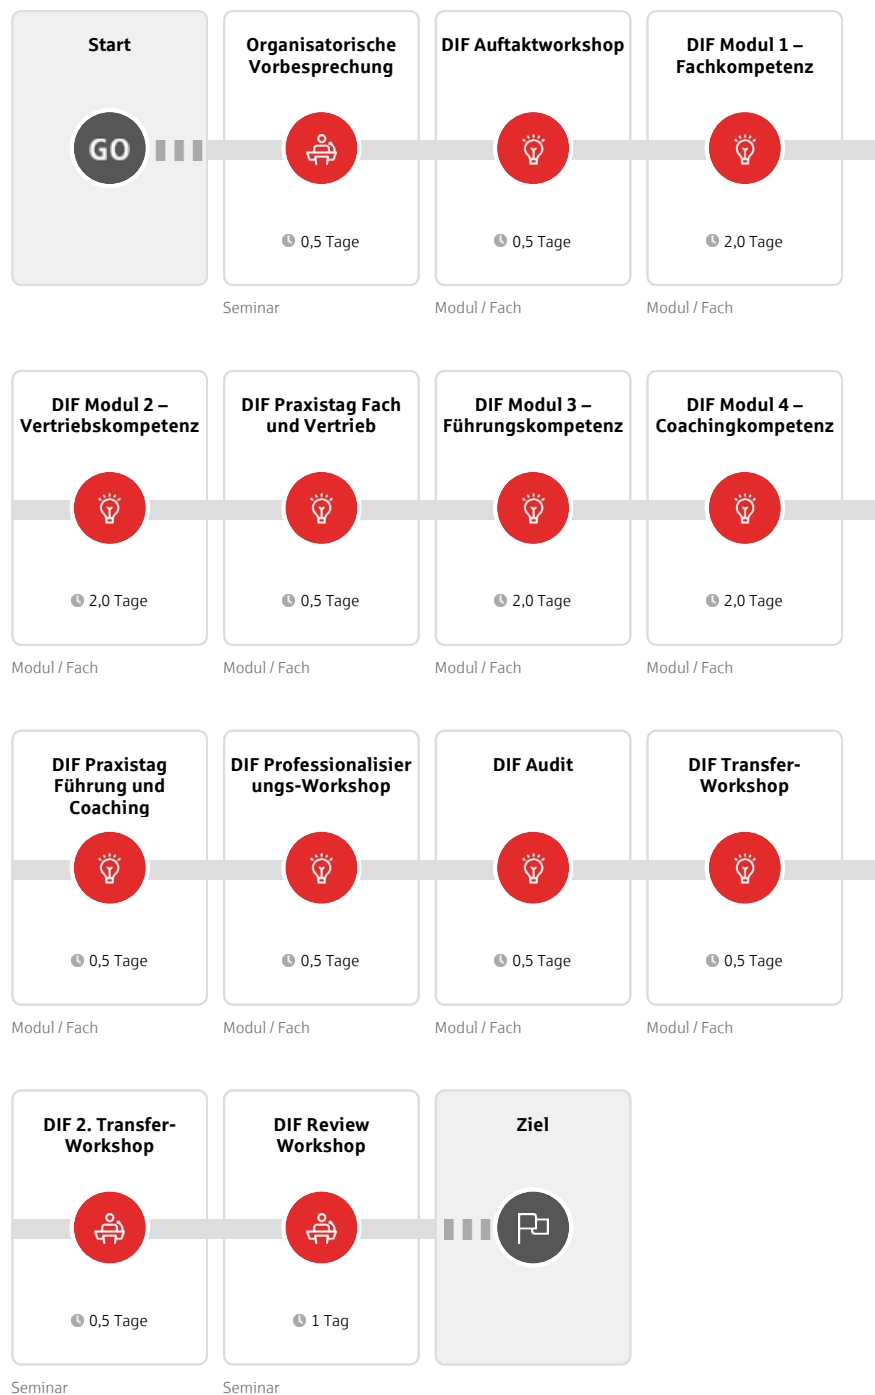 Start
GO
Organisatorische
Vorbesprechung
0,5 Tage
Seminar
DIF Auftaktworkshop
0,5 Tage
Modul / Fach
DIF Modul 1 –
Fachkompetenz
2,0 Tage
Modul / Fach
DIF Modul 2 –
Vertriebskompetenz
2,0 Tage
Modul / Fach
DIF Praxistag Fach
und Vertrieb
0,5 Tage
Modul / Fach
DIF Modul 3 –
Führungskompetenz
2,0 Tage
Modul / Fach
DIF Modul 4 –
Coachingkompetenz
2,0 Tage
Modul / Fach
DIF Praxistag
Führung und
Coaching
0,5 Tage
Modul / Fach
DIF Professionalisier
ungs-Workshop
0,5 Tage
Modul / Fach
DIF Audit
0,5 Tage
Modul / Fach
DIF Transfer-
Workshop
0,5 Tage
Modul / Fach
DIF 2. Transfer-
Workshop
0,5 Tage
Seminar
DIF Review
Workshop
1 Tag
Seminar
Ziel